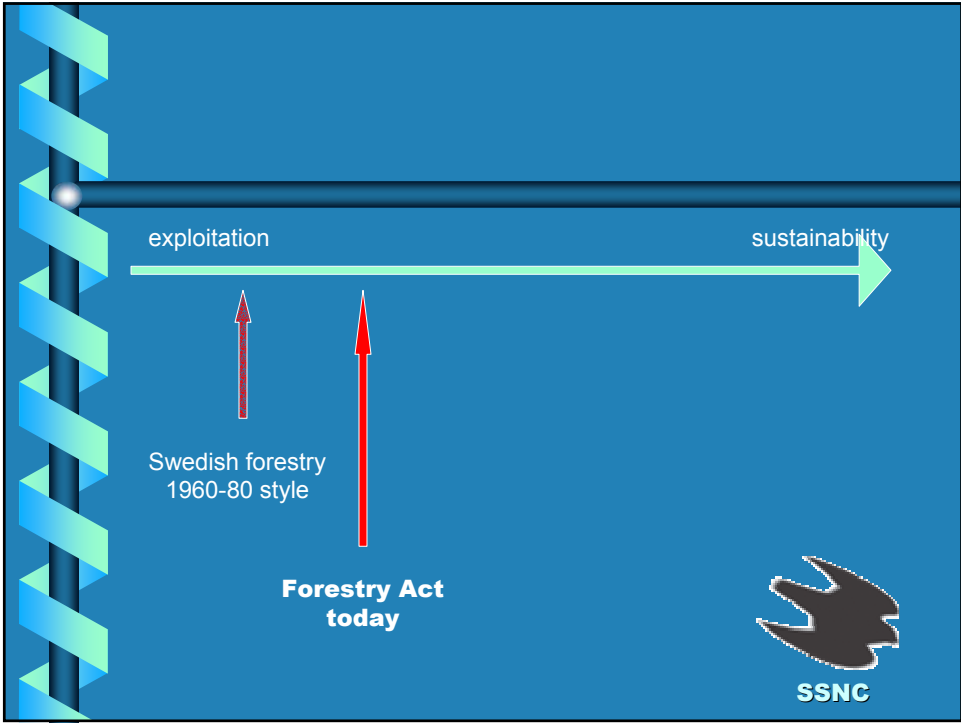 exploitation
sustainability
Swedish forestry
1960-80 style
Forestry Act
today
SSNC